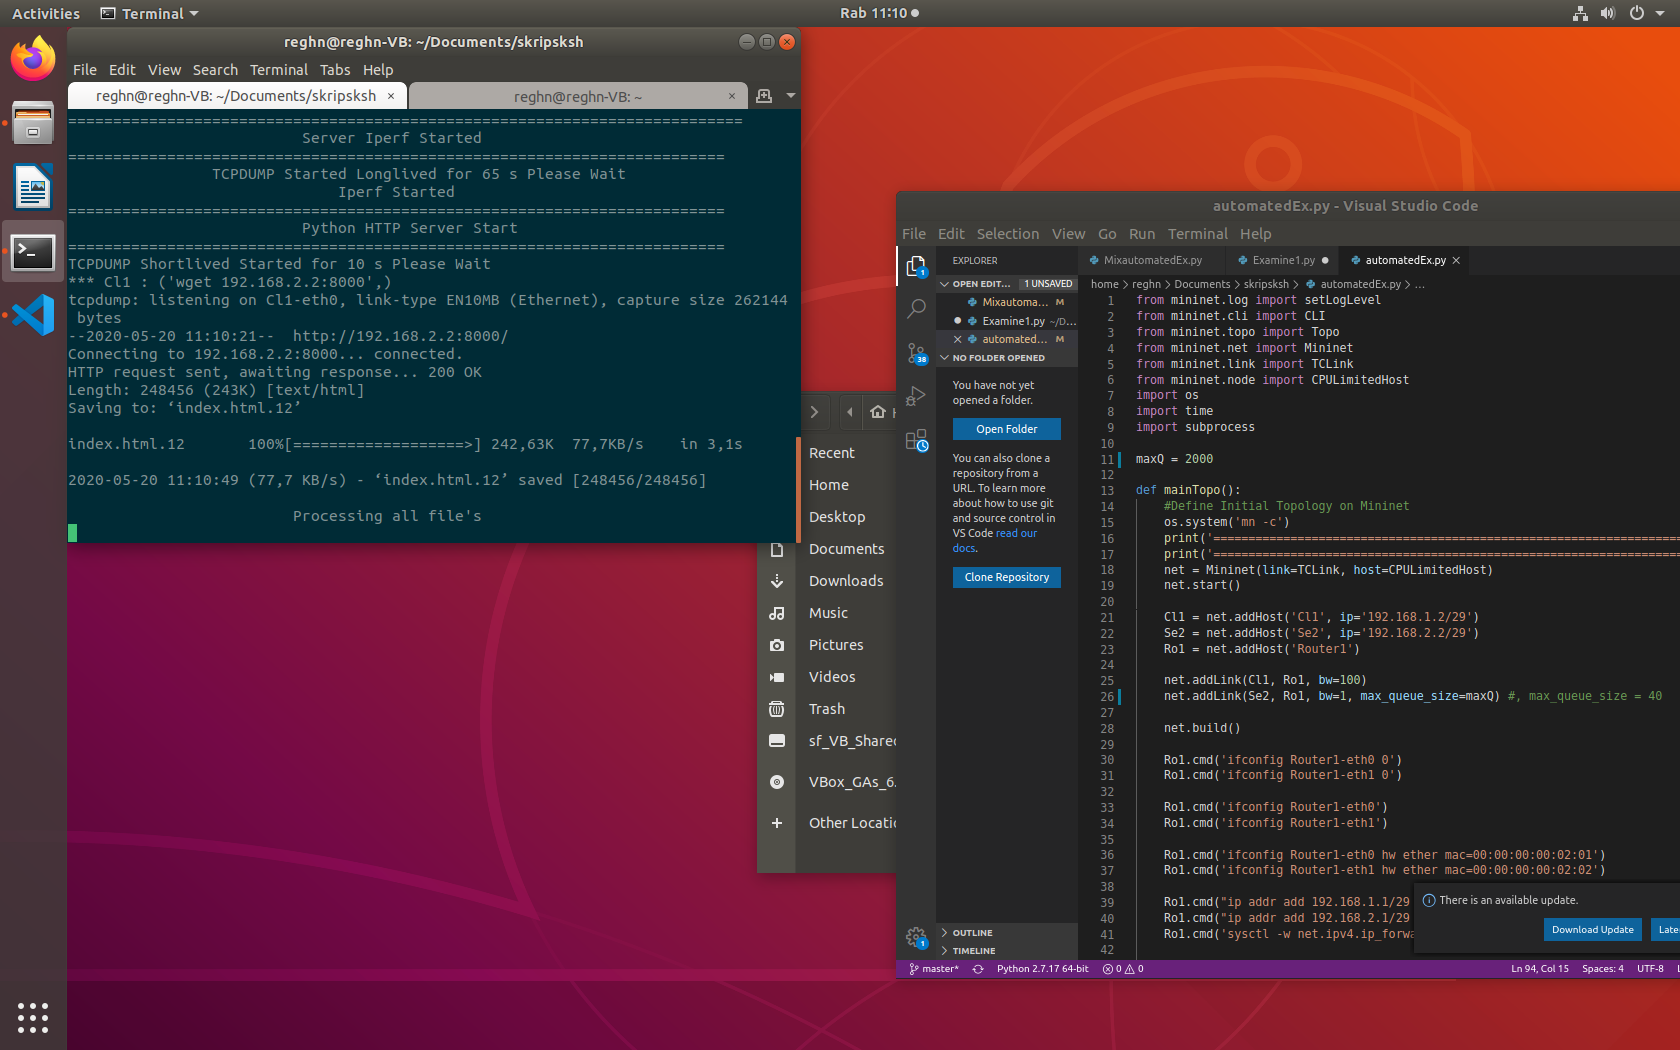 Activities
Terminal
Rab 11:10
reghn@reghn-VB: ~/Documents/skripsksh
File Edit View Search Terminal Tabs Help
reghn@reghn-VB: ~/Documents/skripsksh ×
reghn@reghn-VB: ~ ×
===========================================================================
Server Iperf Started
=========================================================================
TCPDUMP Started Longlived for 65 s Please Wait
Iperf Started
=========================================================================
Python HTTP Server Start
=========================================================================
TCPDUMP Shortlived Started for 10 s Please Wait
*** Cl1 : ('wget 192.168.2.2:8000',)
tcpdump: listening on Cl1-eth0, link-type EN10MB (Ethernet), capture size 262144
bytes
--2020-05-20 11:10:21--  http://192.168.2.2:8000/
Connecting to 192.168.2.2:8000... connected.
HTTP request sent, awaiting response... 200 OK
Length: 248456 (243K) [text/html]
Saving to: ‘index.html.12’
index.html.12 100%[===================>] 242,63K 77,7KB/s in 3,1s
2020-05-20 11:10:49 (77,7 KB/s) - ‘index.html.12’ saved [248456/248456]
Processing all file's
Recent
Home
Desktop
Documents
Downloads
Music
Pictures
Videos
Trash
sf_VB_Shared
VBox_GAs_6.
Other Locatio
automatedEx.py - Visual Studio Code
File Edit Selection View Go Run Terminal Help
EXPLORER
OPEN EDIT... 1 UNSAVED
Mixautoma... M
Examine1.py ~/D...
automated... M
NO FOLDER OPENED
You have not yet
opened a folder.
Open Folder
You can also clone a
repository from a
URL. To learn more
about how to use git
and source control in
VS Code read our
docs.
Clone Repository
OUTLINE
TIMELINE
1
38
1
MixautomatedEx.py
Examine1.py
automatedEx.py
home > reghn > Documents > skripsksh > automatedEx.py > ...
1 from mininet.log import setLogLevel
2 from mininet.cli import CLI
3 from mininet.topo import Topo
4 from mininet.net import Mininet
5 from mininet.link import TCLink
6 from mininet.node import CPULimitedHost
7 import os
8 import time
9 import subprocess
10
11 maxQ = 2000
12
13 def mainTopo():
14 #Define Initial Topology on Mininet
15 os.system('mn -c')
16 print('===================================================================
17 print('===================================================================
18 net = Mininet(link=TCLink, host=CPULimitedHost)
19 net.start()
20
21 Cl1 = net.addHost('Cl1', ip='192.168.1.2/29')
22 Se2 = net.addHost('Se2', ip='192.168.2.2/29')
23 Ro1 = net.addHost('Router1')
24
25 net.addLink(Cl1, Ro1, bw=100)
26 net.addLink(Se2, Ro1, bw=1, max_queue_size=maxQ) #, max_queue_size = 40
27
28 net.build()
29
30 Ro1.cmd('ifconfig Router1-eth0 0')
31 Ro1.cmd('ifconfig Router1-eth1 0')
32
33 Ro1.cmd('ifconfig Router1-eth0')
34 Ro1.cmd('ifconfig Router1-eth1')
35
36 Ro1.cmd('ifconfig Router1-eth0 hw ether mac=00:00:00:00:02:01')
37 Ro1.cmd('ifconfig Router1-eth1 hw ether mac=00:00:00:00:02:02')
38
39 Ro1.cmd("ip addr add 192.168.1.1/29
40 Ro1.cmd("ip addr add 192.168.2.1/29
41 Ro1.cmd('sysctl -w net.ipv4.ip_forwa
42
There is an available update.
Download Update
Late
master*
Python 2.7.17 64-bit
0 0
Ln 94, Col 15
Spaces: 4
UTF-8